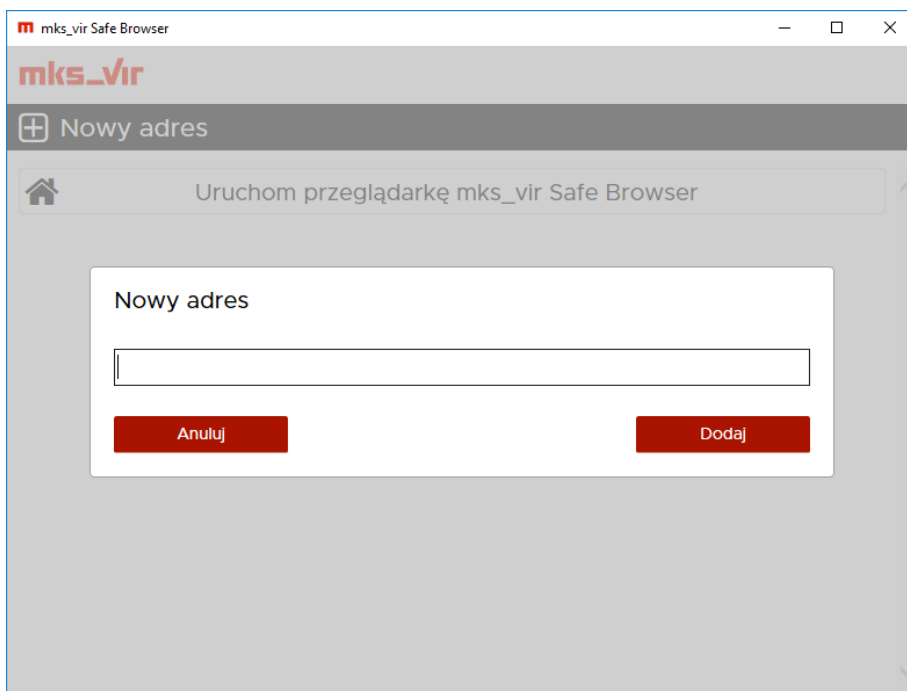 mks_vir Safe Browser
mks_vir
Nowy adres
Uruchom przeglądarkę mks_vir Safe Browser
Nowy adres
Anuluj
Dodaj